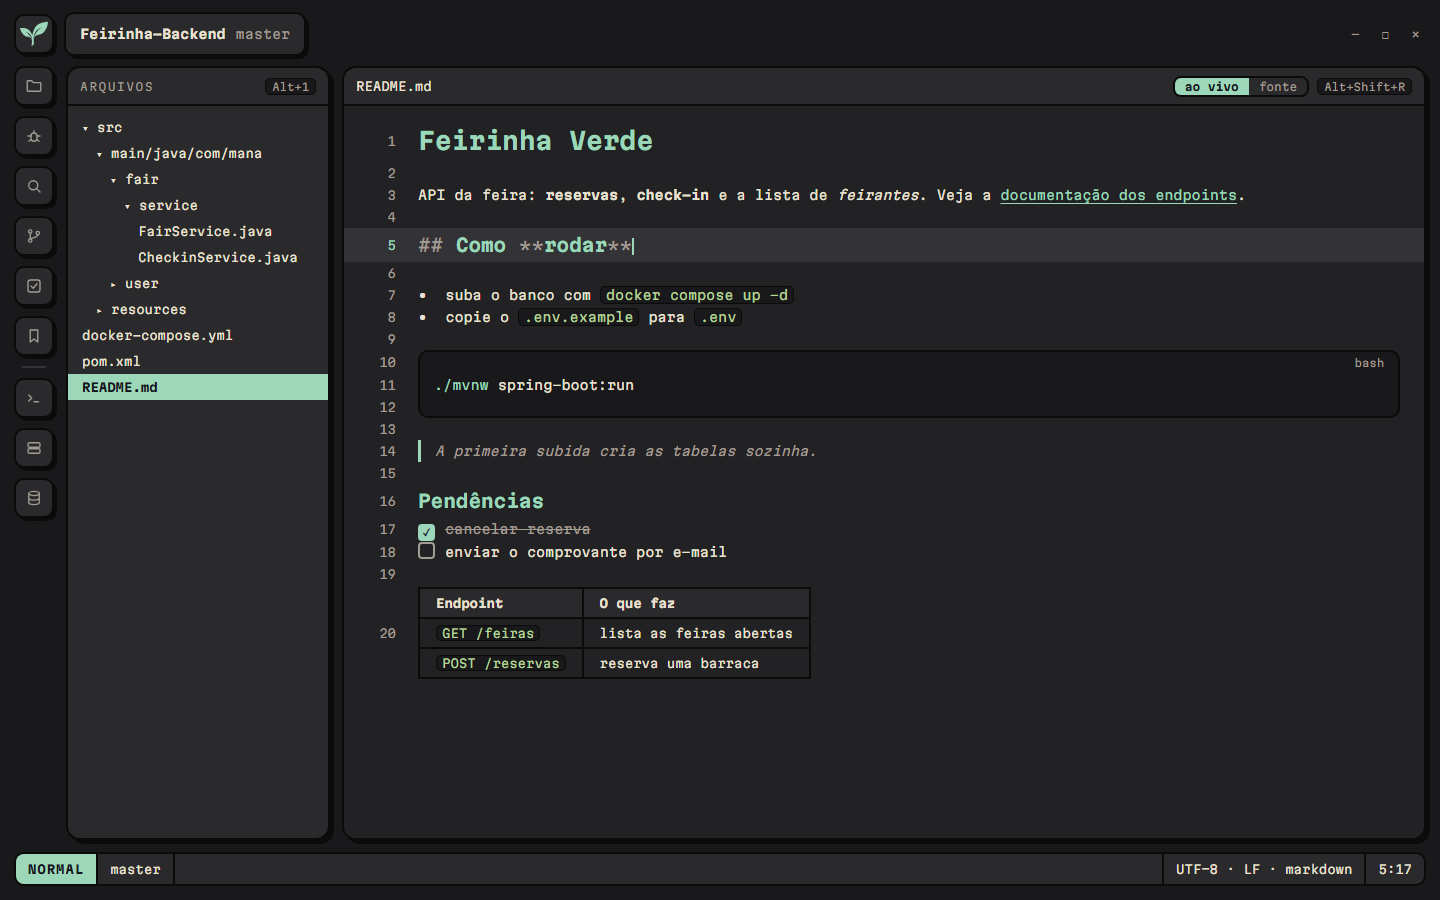 Feirinha-Backend master
ARQUIVOS Alt+1
▾ src
▾ main/java/com/mana
▾ fair
▾ service
FairService.java
CheckinService.java
▸ user
▸ resources
docker-compose.yml
pom.xml
README.md
README.md ao vivo fonte Alt+Shift+R
1 Feirinha Verde
2
3 API da feira: reservas, check-in e a lista de feirantes. Veja a documentação dos endpoints.
4
5 ## Como **rodar**
6
7 • suba o banco com docker compose up -d
8 • copie o .env.example para .env
9
10 bash
11 ./mvnw spring-boot:run
12
13
14 A primeira subida cria as tabelas sozinha.
15
16 Pendências
17 cancelar reserva
18 enviar o comprovante por e-mail
19
Endpoint O que faz
20 GET /feiras lista as feiras abertas
POST /reservas reserva uma barraca
NORMAL master UTF-8 · LF · markdown 5:17